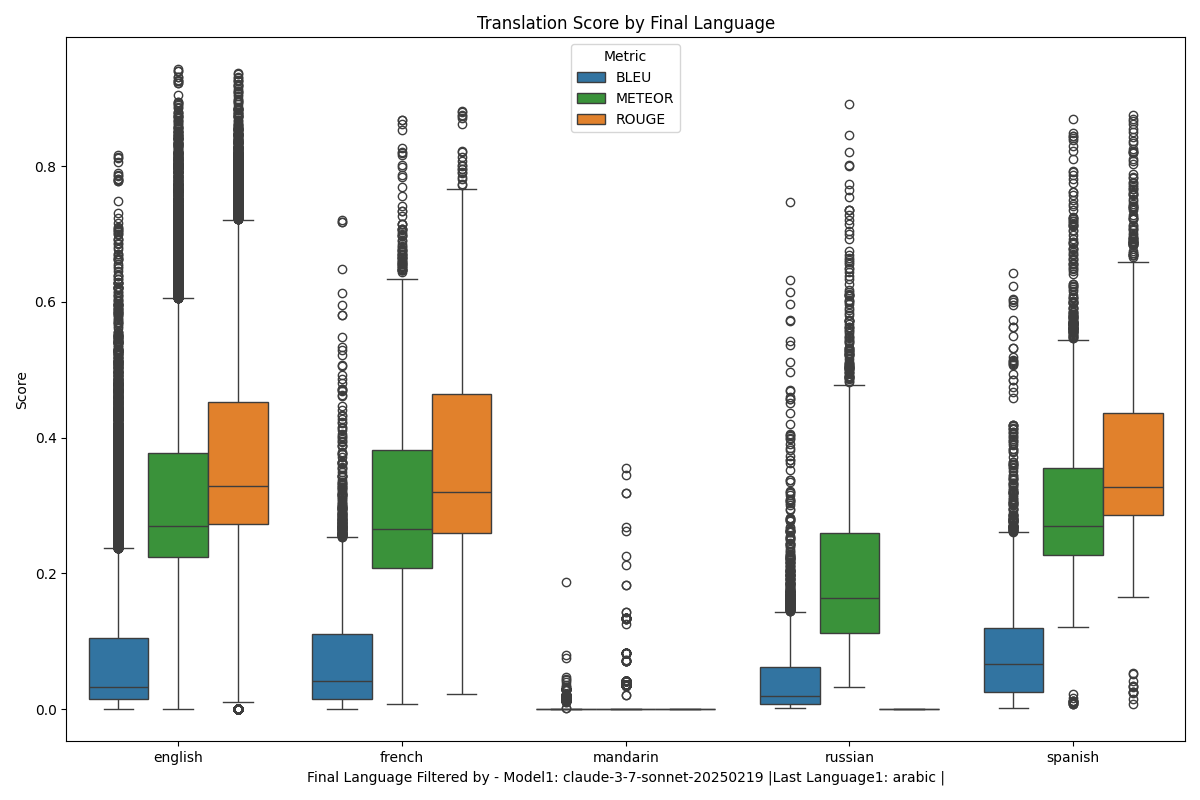 Translation Score by Final Language
Metric
BLEU
METEOR
ROUGE
Score
0.8
0.6
0.4
0.2
0.0
english
french
mandarin
russian
spanish
Final Language Filtered by - Model1: claude-3-7-sonnet-20250219 |Last Language1: arabic |